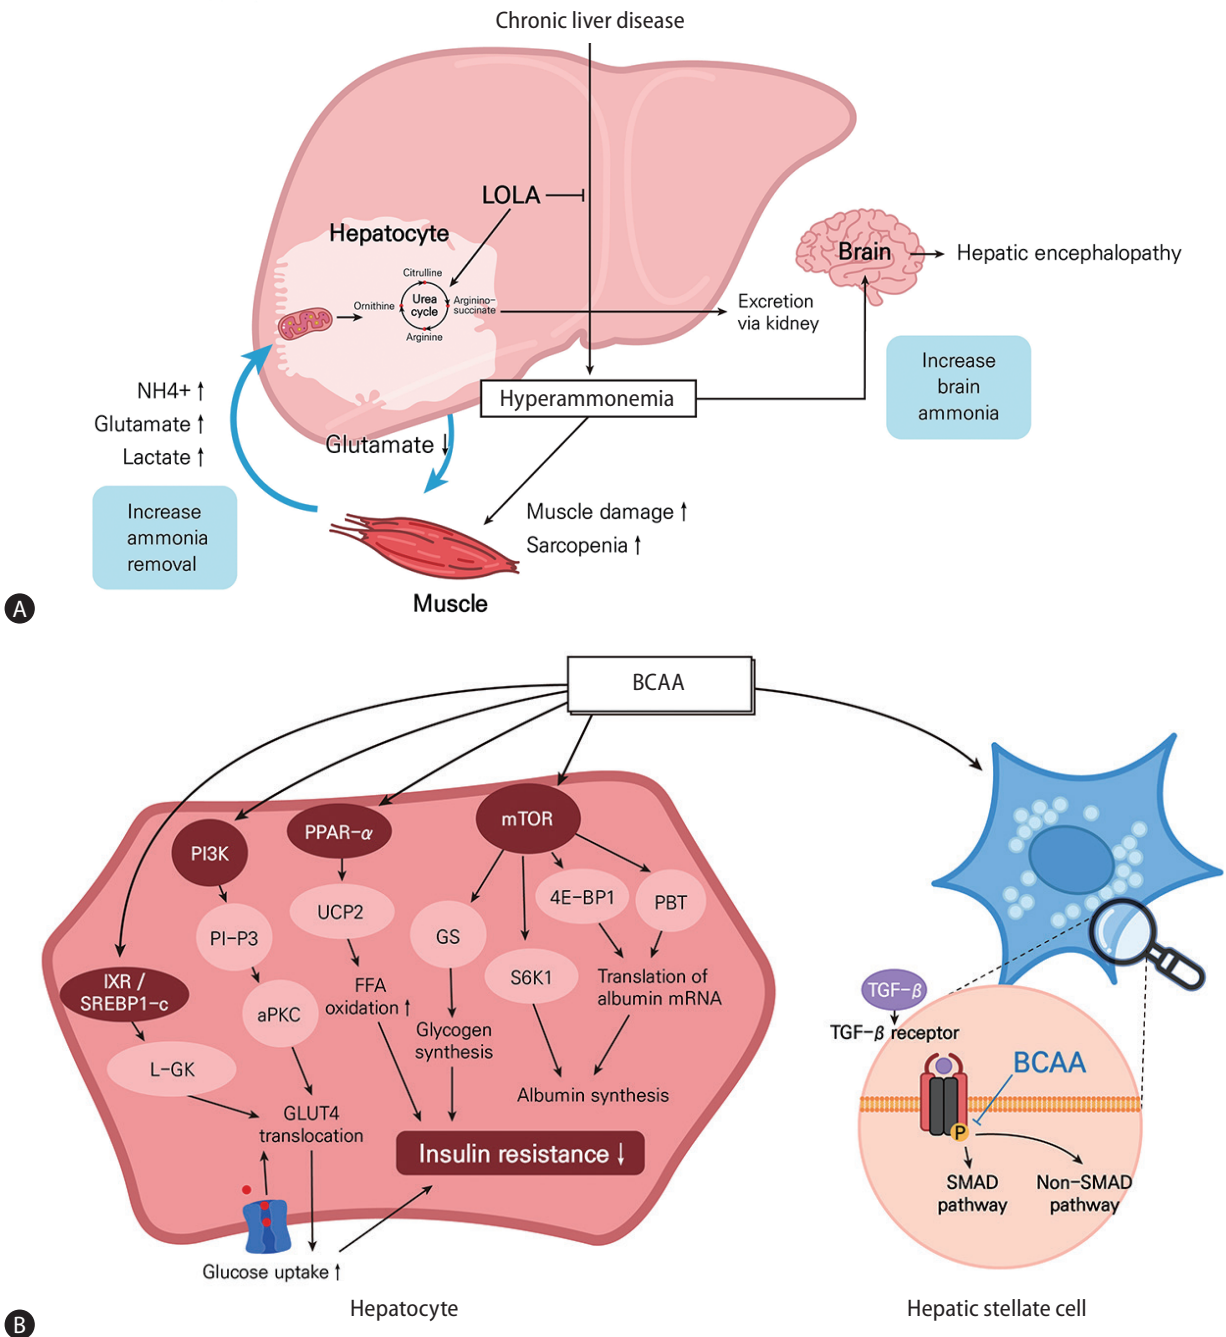 Chronic liver disease
LOLA
Hepatocyte
Citrulline
Ornithine
Urea
cycle
Arginino-
succinate
Arginine
Excretion
via kidney
Brain
Hepatic encephalopathy
Increase
brain
ammonia
Hyperammonemia
NH4+ ↑
Glutamate ↑
Lactate ↑
Glutamate ↓
Increase
ammonia
removal
Muscle damage ↑
Sarcopenia ↑
Muscle
A
BCAA
PI3K
PPAR-α
mTOR
UCP2
4E-BP1
PBT
PI-P3
GS
IXR /
SREBP1-c
S6K1
FFA
oxidation ↑
Translation of
albumin mRNA
aPKC
Glycogen
synthesis
L-GK
GLUT4
translocation
Albumin synthesis
Insulin resistance ↓
Glucose uptake ↑
Hepatocyte
TGF-β
TGF-β receptor
BCAA
P
SMAD
pathway
Non-SMAD
pathway
Hepatic stellate cell
B